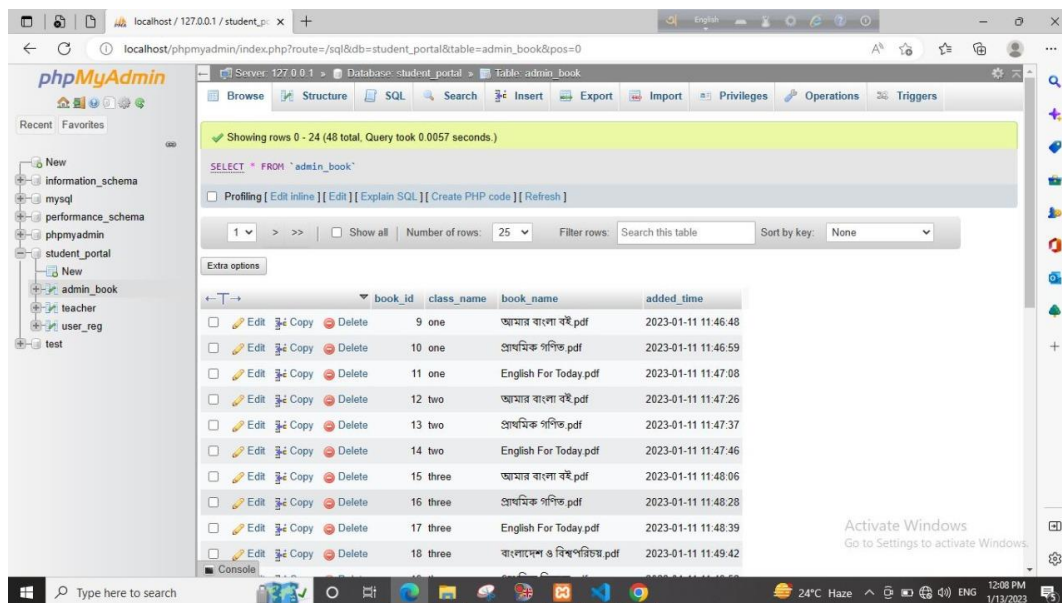 localhost / 127.0.0.1 / student_po
English
localhost/phpmyadmin/index.php?route=/sql&db=student_portal&table=admin_book&pos=0
phpMyAdmin
Recent Favorites
New
information_schema
mysql
performance_schema
phpmyadmin
student_portal
New
admin_book
teacher
user_reg
test
Server: 127.0.0.1 » Database: student_portal » Table: admin_book
Browse Structure SQL Search Insert Export Import Privileges Operations Triggers
Showing rows 0 - 24 (48 total, Query took 0.0057 seconds.)
SELECT * FROM `admin_book`
Profiling [ Edit inline ] [ Edit ] [ Explain SQL ] [ Create PHP code ] [ Refresh ]
1 > >> Show all Number of rows: 25 Filter rows: Search this table Sort by key: None
Extra options
←T→ book_id class_name book_name added_time
Edit Copy Delete 9 one আমার বাংলা বই.pdf 2023-01-11 11:46:48
Edit Copy Delete 10 one প্রাথমিক গণিত.pdf 2023-01-11 11:46:59
Edit Copy Delete 11 one English For Today.pdf 2023-01-11 11:47:08
Edit Copy Delete 12 two আমার বাংলা বই.pdf 2023-01-11 11:47:26
Edit Copy Delete 13 two প্রাথমিক গণিত.pdf 2023-01-11 11:47:37
Edit Copy Delete 14 two English For Today.pdf 2023-01-11 11:47:46
Edit Copy Delete 15 three আমার বাংলা বই.pdf 2023-01-11 11:48:06
Edit Copy Delete 16 three প্রাথমিক গণিত.pdf 2023-01-11 11:48:28
Edit Copy Delete 17 three English For Today.pdf 2023-01-11 11:48:39
Edit Copy Delete 18 three বাংলাদেশ ও বিশ্বপরিচয়.pdf 2023-01-11 11:49:42
Console
Activate Windows
Go to Settings to activate Windows.
Type here to search
24°C Haze ENG 12:08 PM
1/13/2023